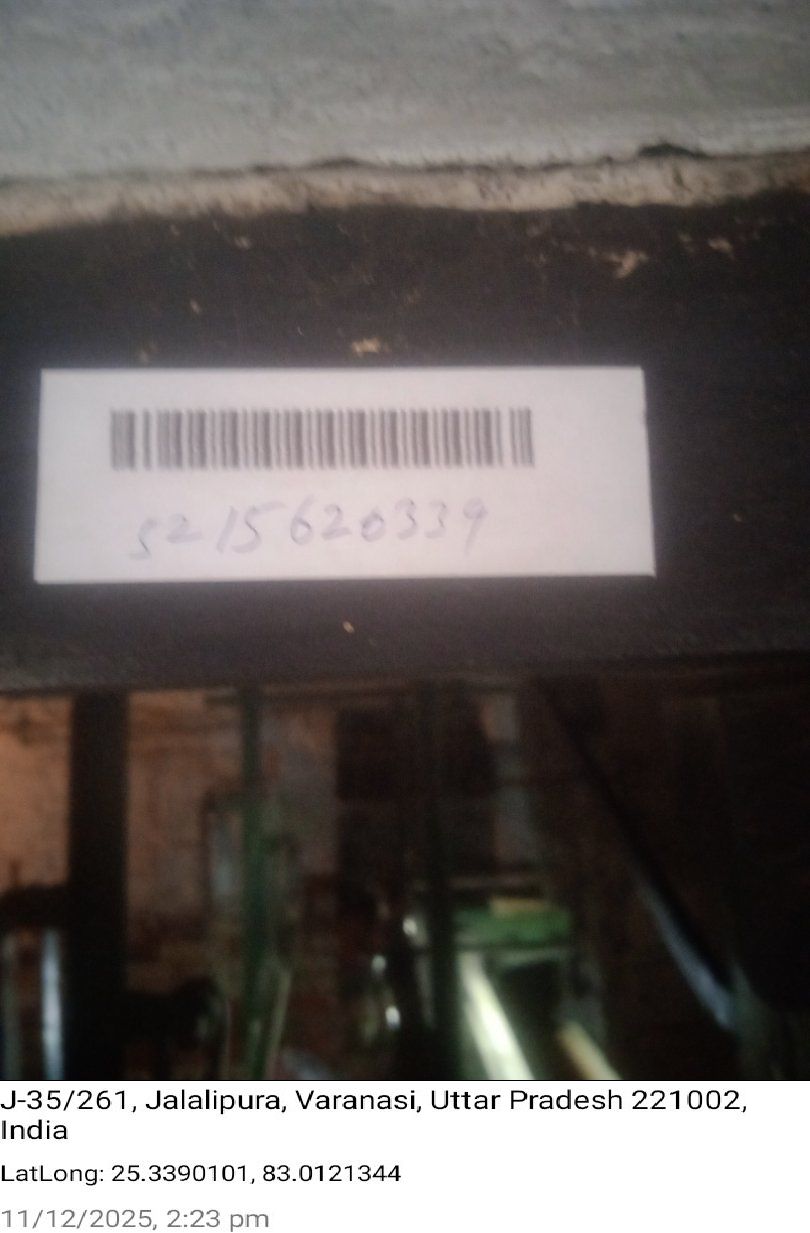 5215620339
J-35/261, Jalalipura, Varanasi, Uttar Pradesh 221002,
India
LatLong: 25.3390101, 83.0121344
11/12/2025, 2:23 pm